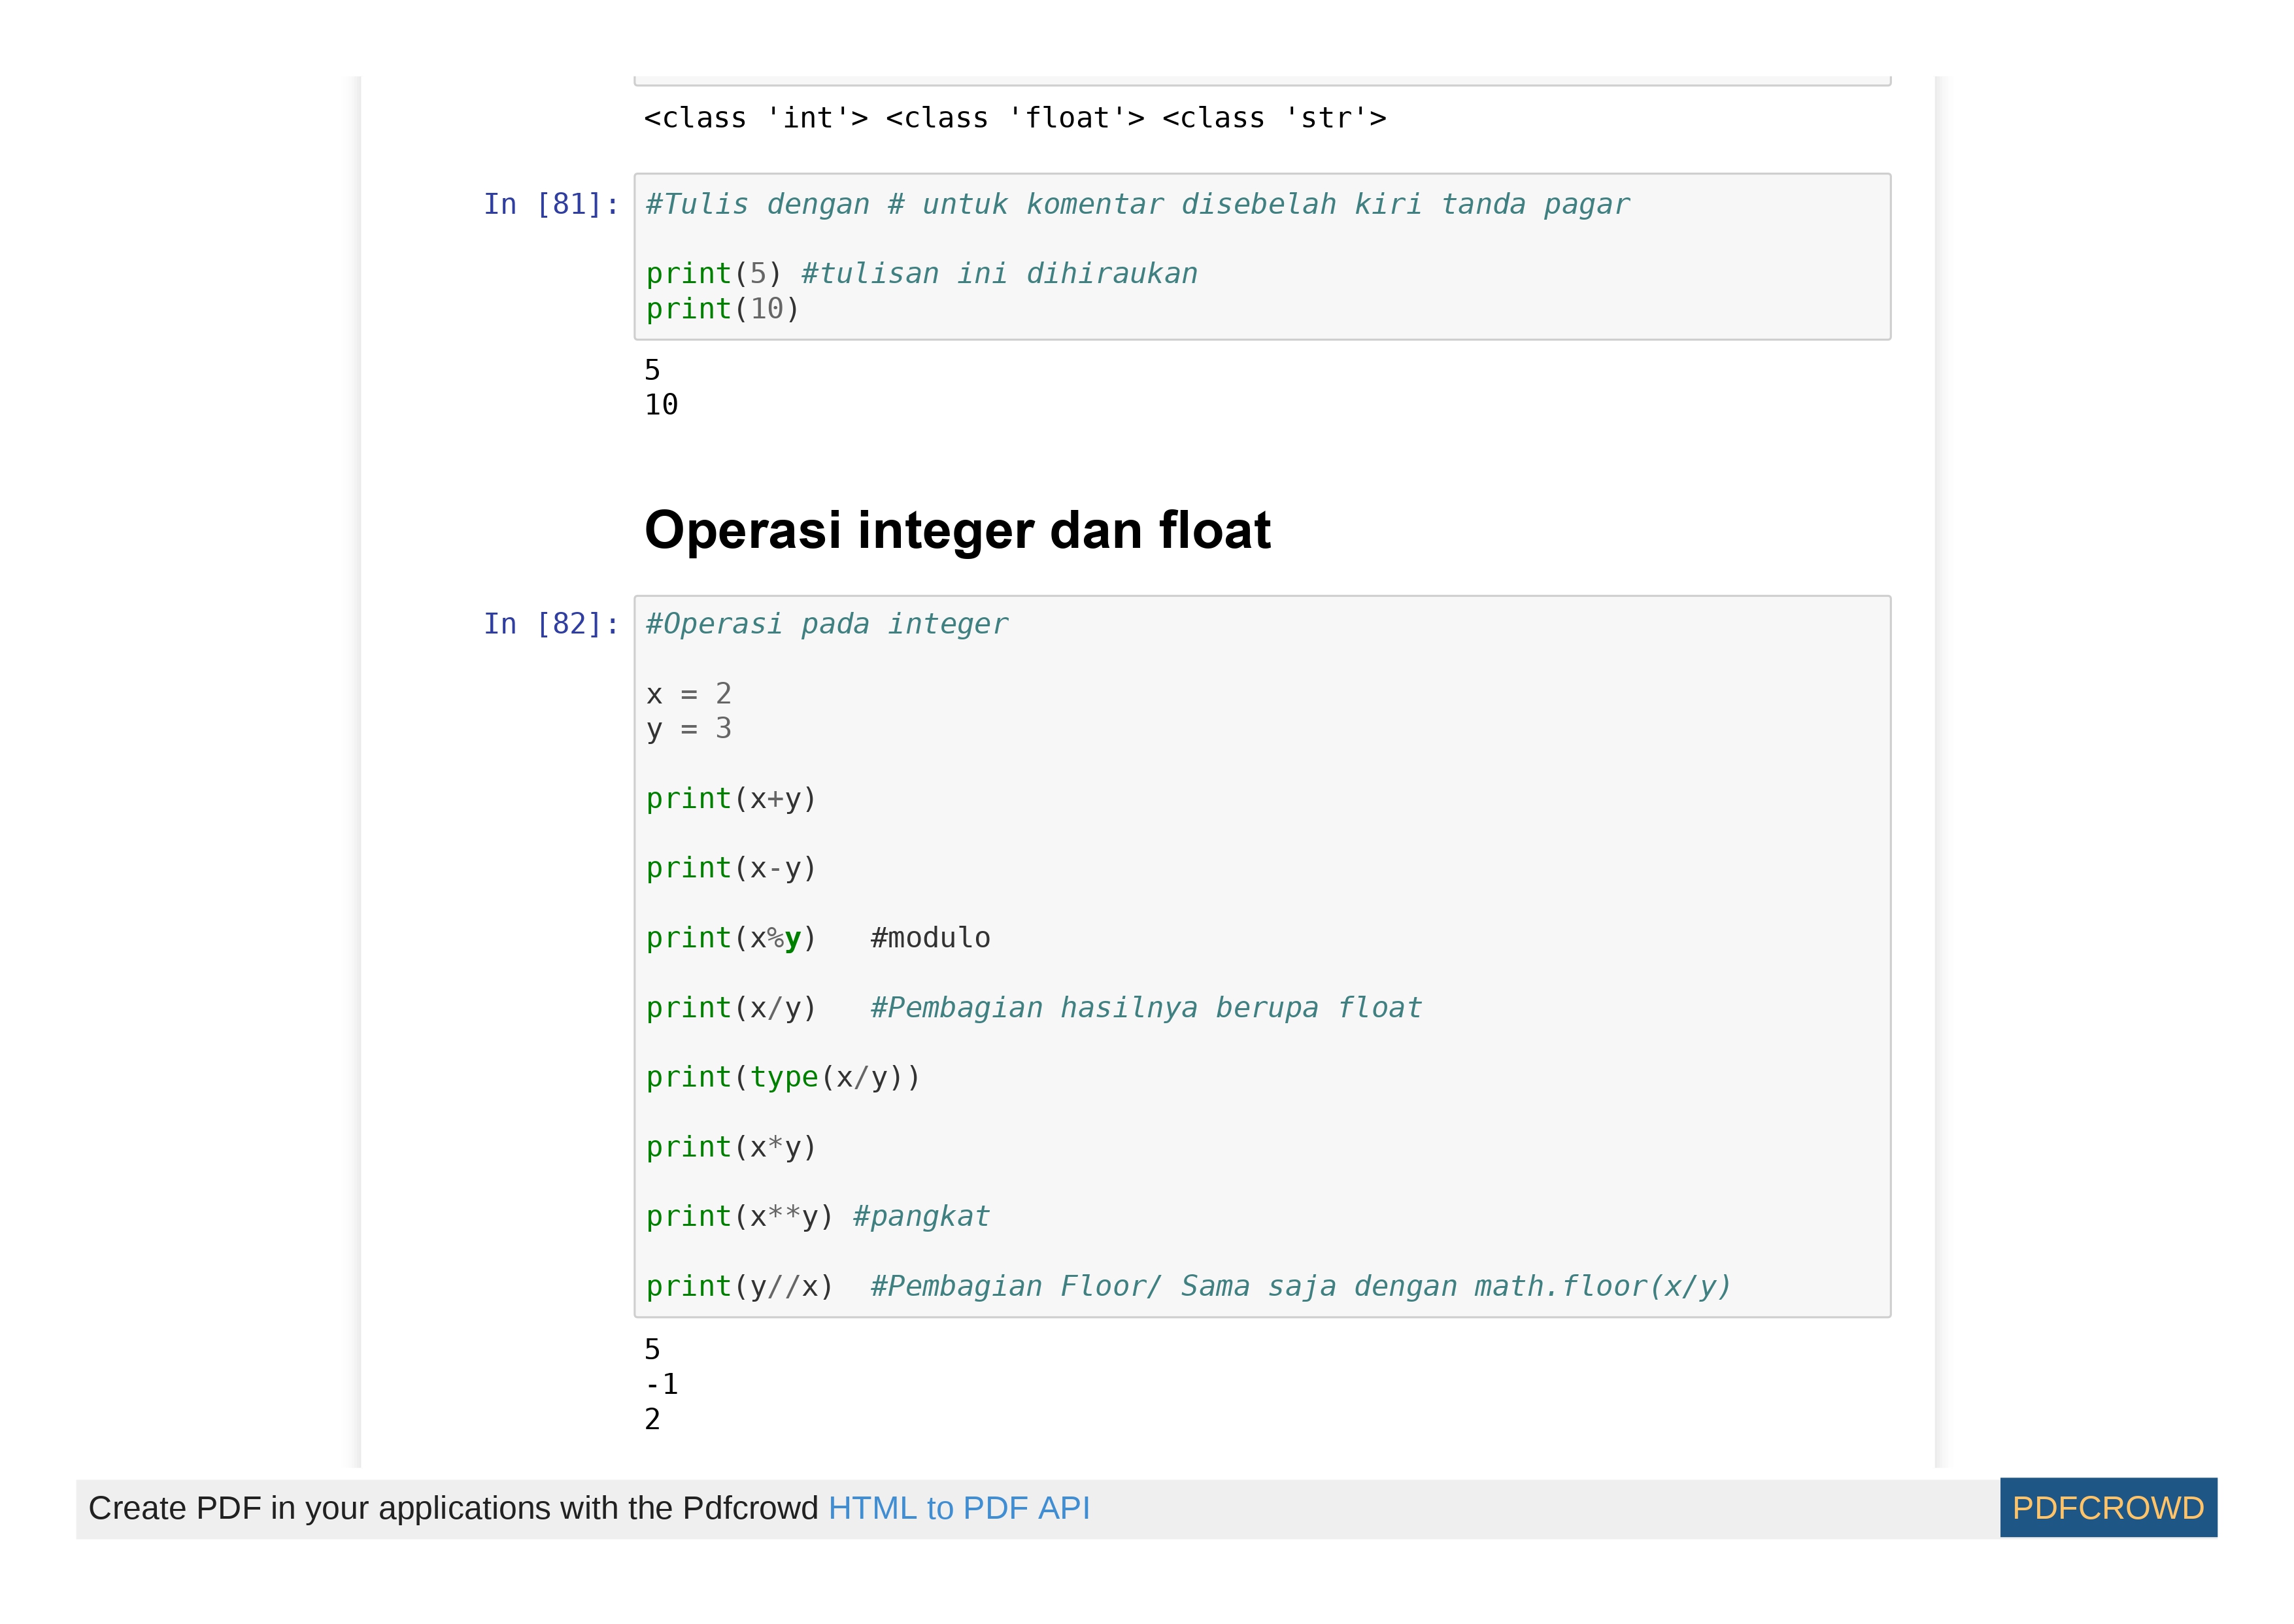 <class 'int'> <class 'float'> <class 'str'>
In [81]: #Tulis dengan # untuk komentar disebelah kiri tanda pagar
print(5) #tulisan ini dihiraukan
print(10)
5
10
Operasi integer dan float
In [82]: #Operasi pada integer
x = 2
y = 3
print(x+y)
print(x-y)
print(x%y)   #modulo
print(x/y)   #Pembagian hasilnya berupa float
print(type(x/y))
print(x*y)
print(x**y) #pangkat
print(y//x)  #Pembagian Floor/ Sama saja dengan math.floor(x/y)
5
-1
2
Create PDF in your applications with the Pdfcrowd HTML to PDF API
PDFCROWD